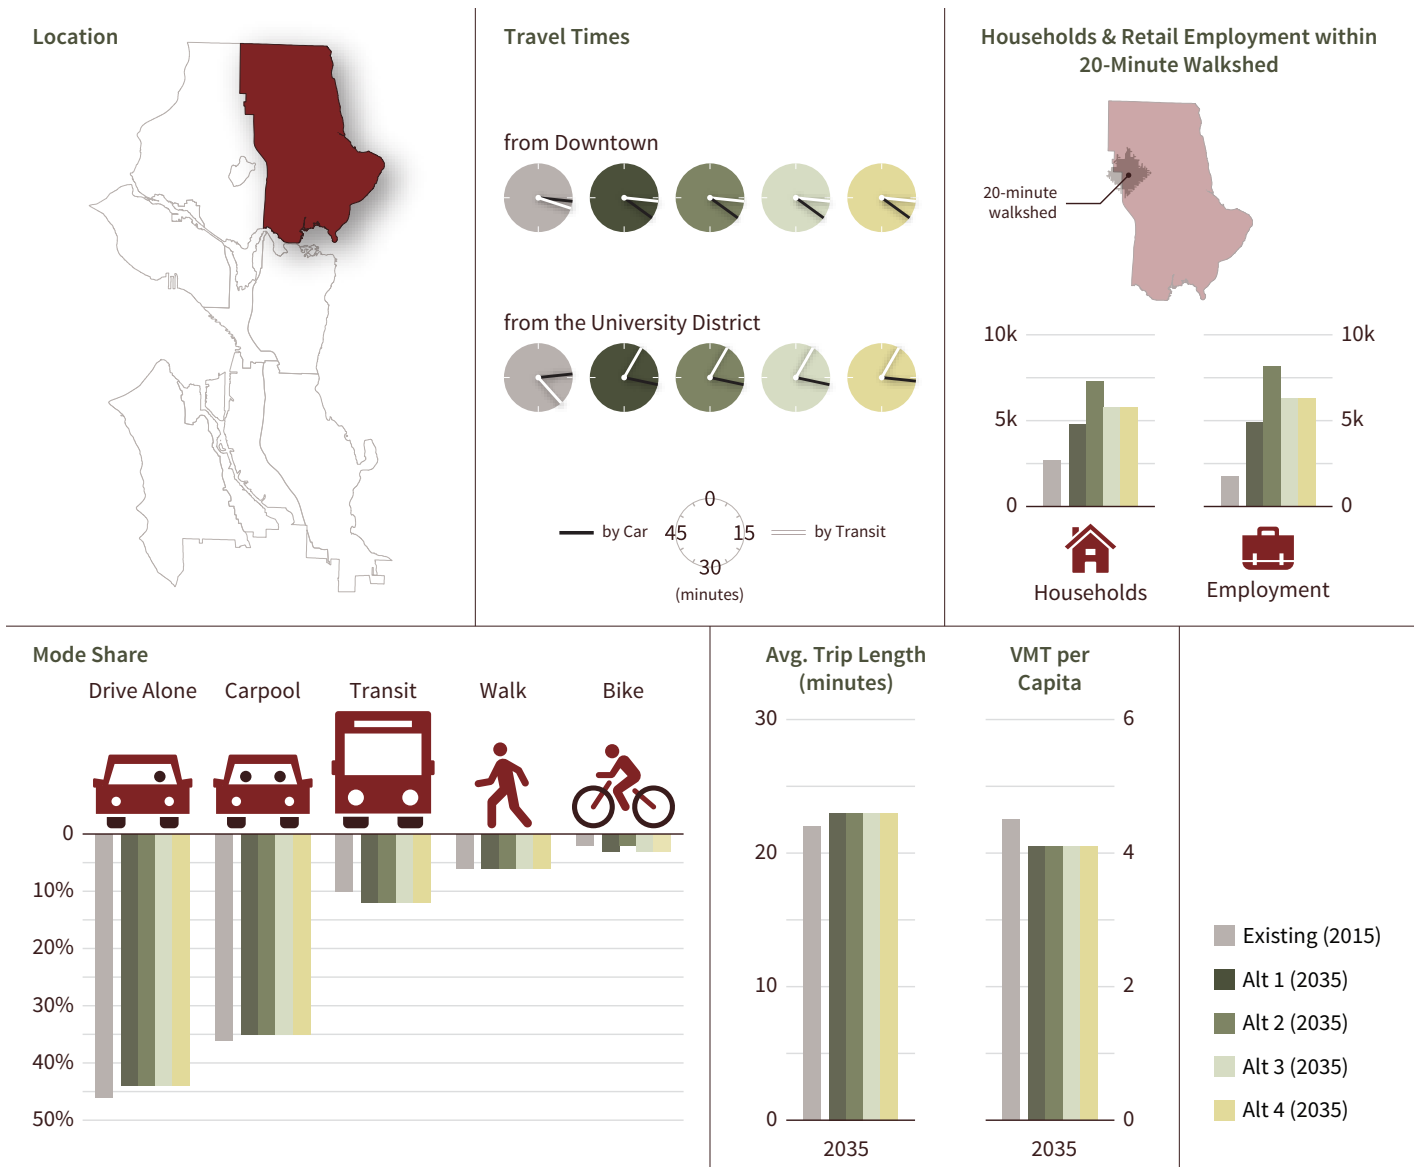 Location
Travel Times
from Downtown
from the University District
0
by Car
45
15
by Transit
30
(minutes)
Households & Retail Employment within
20-Minute Walkshed
20-minute
walkshed
10k
10k
5k
5k
0
0
Households
Employment
Mode Share
Drive Alone
Carpool
Transit
Walk
Bike
0
10%
20%
30%
40%
50%
Avg. Trip Length
(minutes)
30
20
10
0
2035
VMT per
Capita
6
4
2
0
2035
Existing (2015)
Alt 1 (2035)
Alt 2 (2035)
Alt 3 (2035)
Alt 4 (2035)